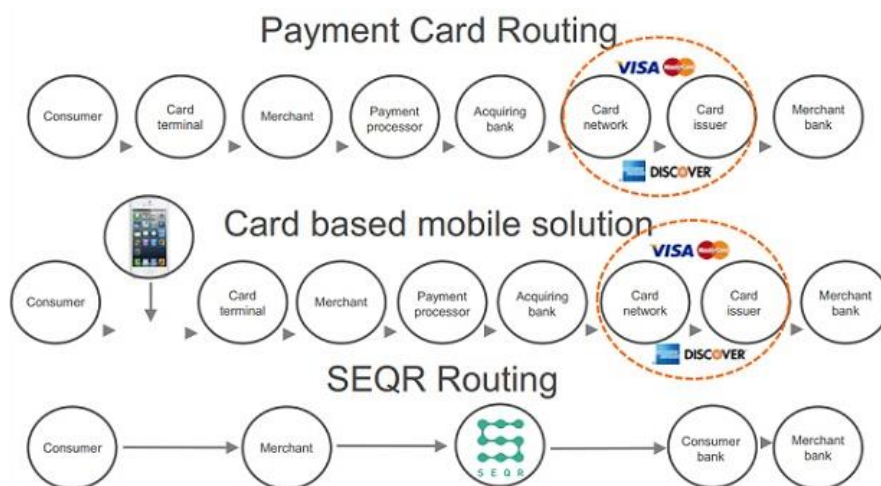 Payment Card Routing
VISA MasterCard
Consumer
Card
terminal
Merchant
Payment
processor
Acquiring
bank
Card
network
Card
issuer
Merchant
bank
DISCOVER
Card based mobile solution
VISA MasterCard
Consumer
Card
terminal
Merchant
Payment
processor
Acquiring
bank
Card
network
Card
issuer
Merchant
bank
DISCOVER
SEQR Routing
Consumer
Merchant
SEQR
Consumer
bank
Merchant
bank